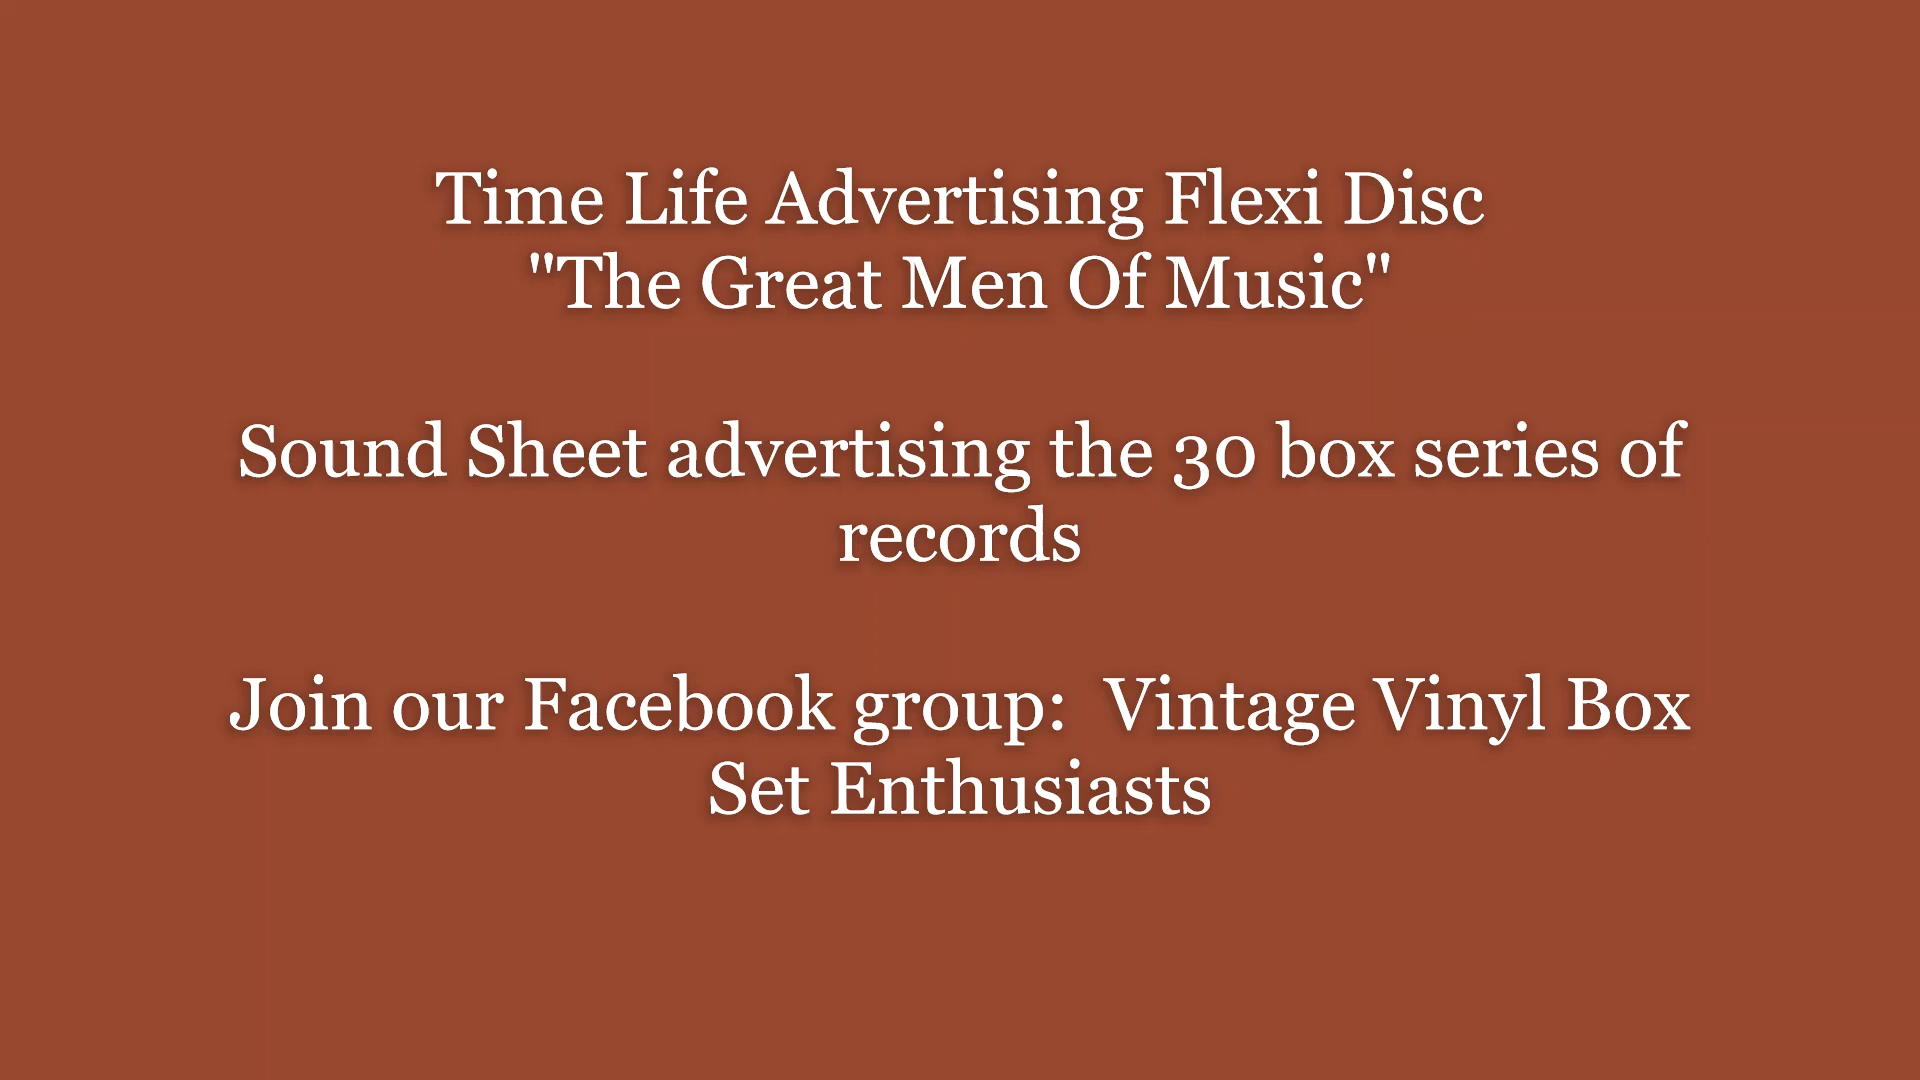 Time Life Advertising Flexi Disc
"The Great Men Of Music"
Sound Sheet advertising the 30 box series of
records
Join our Facebook group:  Vintage Vinyl Box
Set Enthusiasts